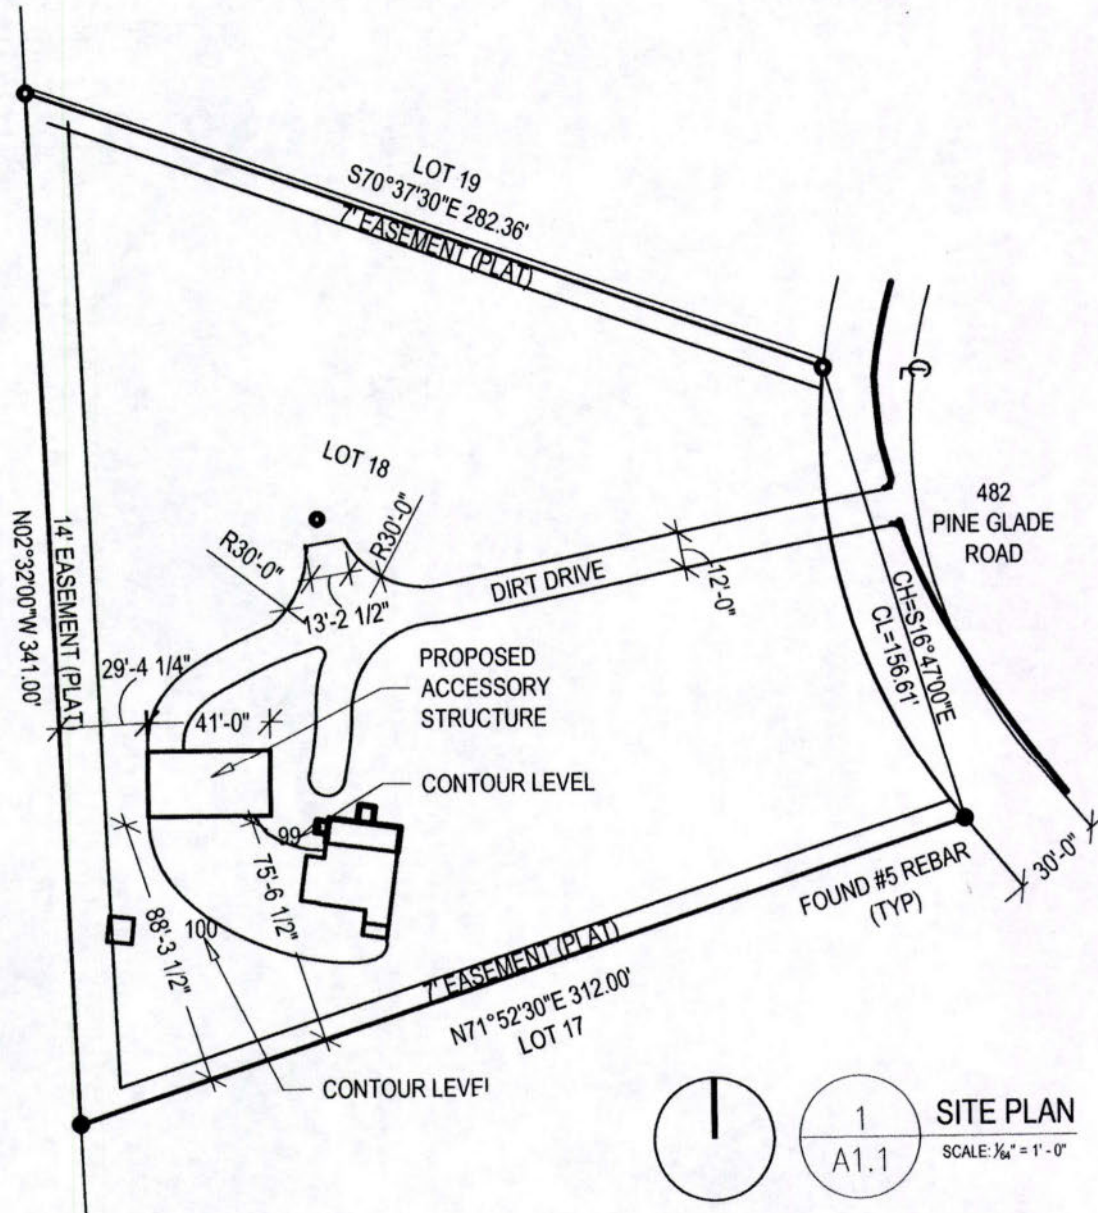 LOT 19
S70°37'30"E 282.36'
7' EASEMENT (PLAT)
LOT 18
482
PINE GLADE
ROAD
R30'-0"
R30'-0"
13'-2 1/2"
DIRT DRIVE
12'-0"
CH=S16°47'00"E
CL=156.61'
N02°32'00"W 341.00'
14' EASEMENT (PLAT
29'-4 1/4"
41'-0"
PROPOSED
ACCESSORY
STRUCTURE
CONTOUR LEVEL
99
75'-6 1/2"
100
88'-3 1/2"
30'-0"
FOUND #5 REBAR
(TYP)
7' EASEMENT (PLAT)
N71°52'30"E 312.00'
LOT 17
CONTOUR LEVEL
1
A1.1
SITE PLAN
SCALE: 1/64" = 1' - 0"